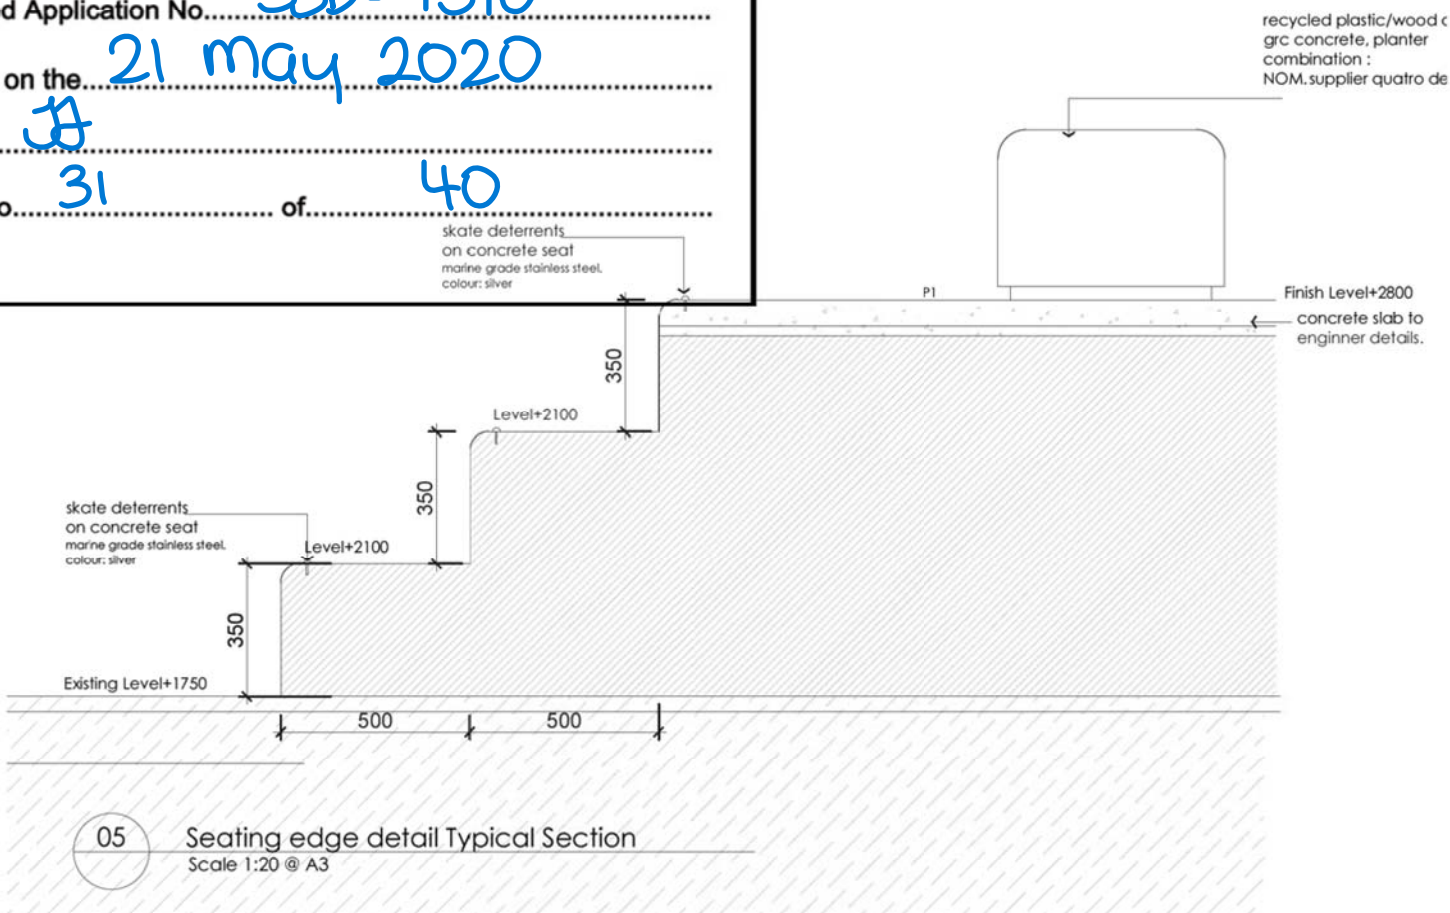 d Application No.
on the 21 May 2020
31 of 40
recycled plastic/wood
grc concrete, planter
combination :
NOM.supplier quatro de
skate deterrents
on concrete seat
marine grade stainless steel.
colour: silver
P1
Finish Level+2800
concrete slab to
enginner details.
350
Level+2100
350
skate deterrents
on concrete seat
marine grade stainless steel.
colour: silver
Level+2100
350
Existing Level+1750
500 500
05 Seating edge detail Typical Section
Scale 1:20 @ A3